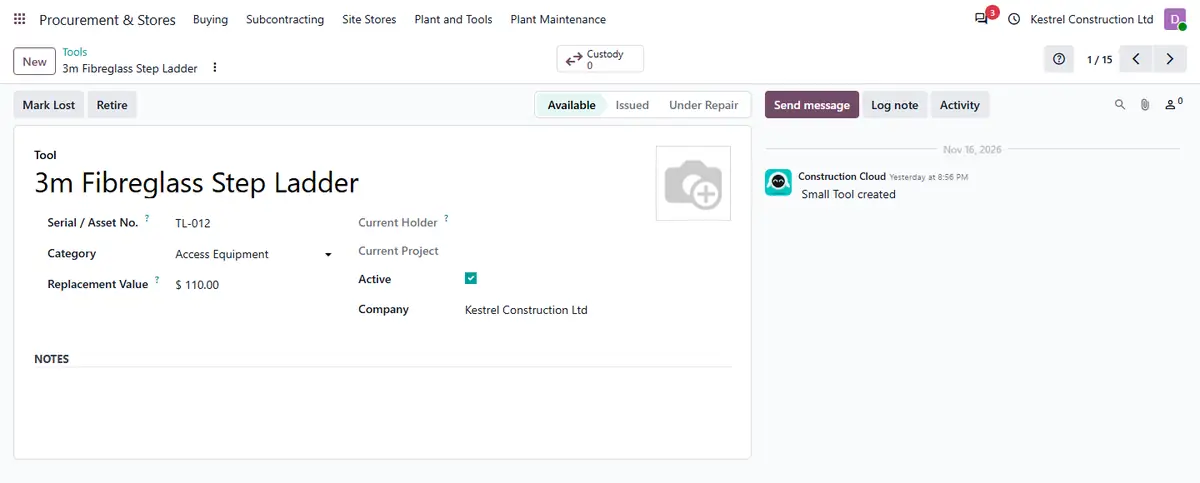 Procurement & Stores Buying Subcontracting Site Stores Plant and Tools Plant Maintenance 3 Kestrel Construction Ltd D
New Tools
3m Fibreglass Step Ladder
Custody
0
1 / 15
Mark Lost Retire Available Issued Under Repair Send message Log note Activity 0
Tool
3m Fibreglass Step Ladder
Serial / Asset No. ? TL-012 Current Holder ?
Category Access Equipment Current Project
Replacement Value ? $ 110.00 Active
Company Kestrel Construction Ltd
NOTES
Nov 16, 2026
Construction Cloud Yesterday at 8:56 PM
Small Tool created